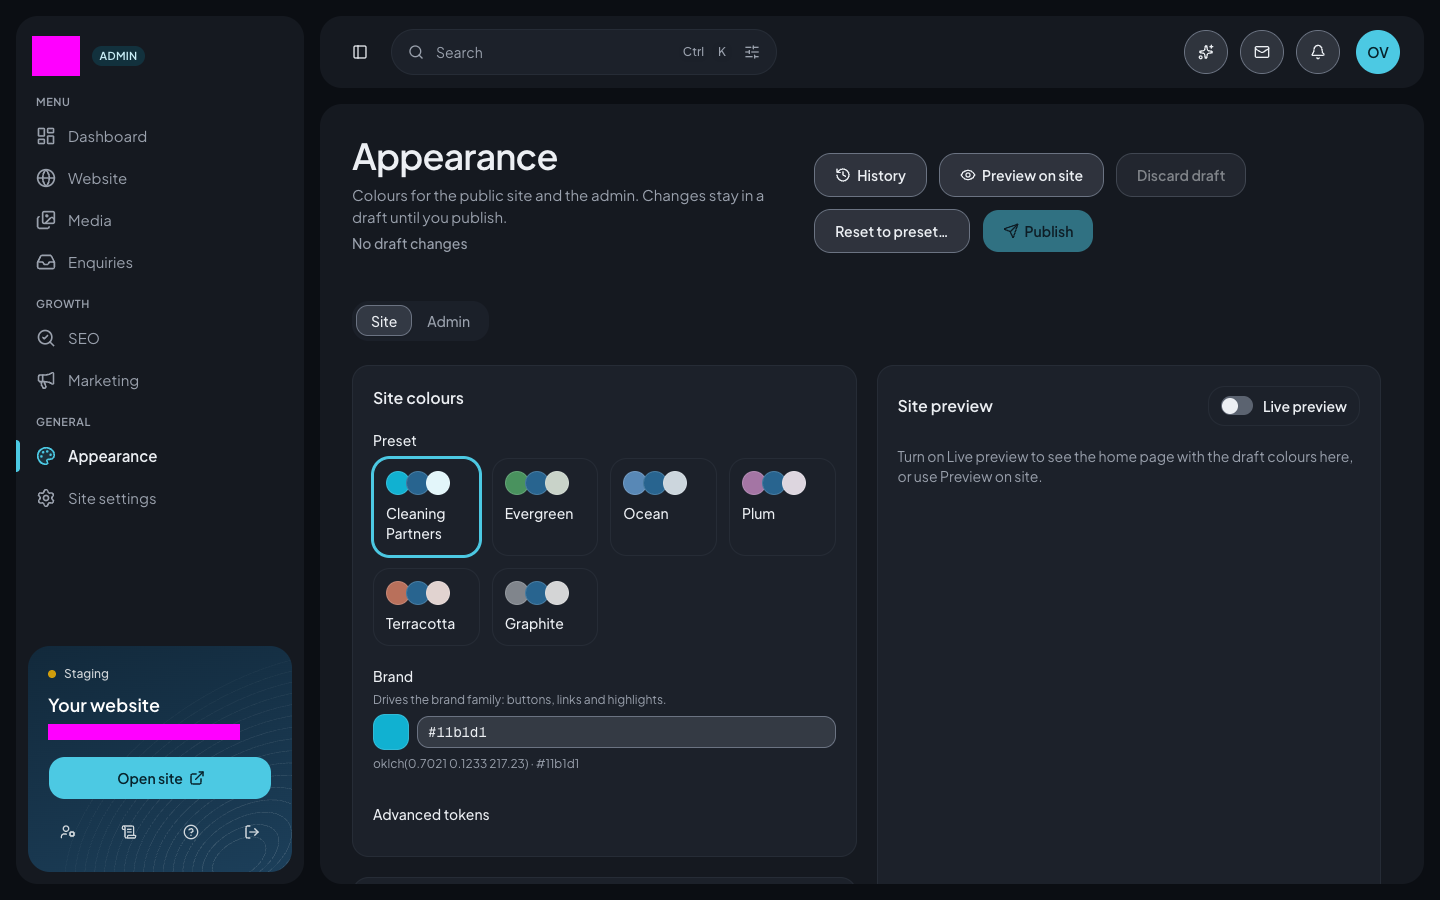 ADMIN
MENU
Dashboard
Website
Media
Enquiries
GROWTH
SEO
Marketing
GENERAL
Appearance
Site settings
Staging
Your website
Open site
Search
Ctrl K
OV
Appearance
Colours for the public site and the admin. Changes stay in a
draft until you publish.
No draft changes
History
Preview on site
Discard draft
Reset to preset...
Publish
Site
Admin
Site colours
Preset
Cleaning
Partners
Evergreen
Ocean
Plum
Terracotta
Graphite
Brand
Drives the brand family: buttons, links and highlights.
#11b1d1
oklch(0.7021 0.1233 217.23) · #11b1d1
Advanced tokens
Site preview
Live preview
Turn on Live preview to see the home page with the draft colours here,
or use Preview on site.